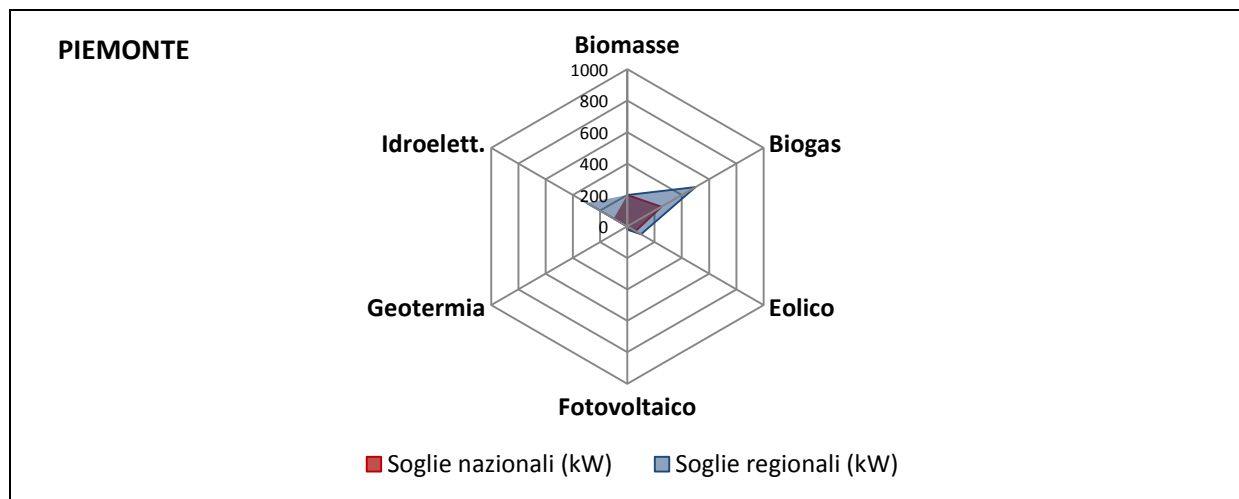 PIEMONTE
Biomasse
1000
800
600
400
200
0
Idroelett.
Biogas
Geotermia
Eolico
Fotovoltaico
Soglie nazionali (kW)
Soglie regionali (kW)